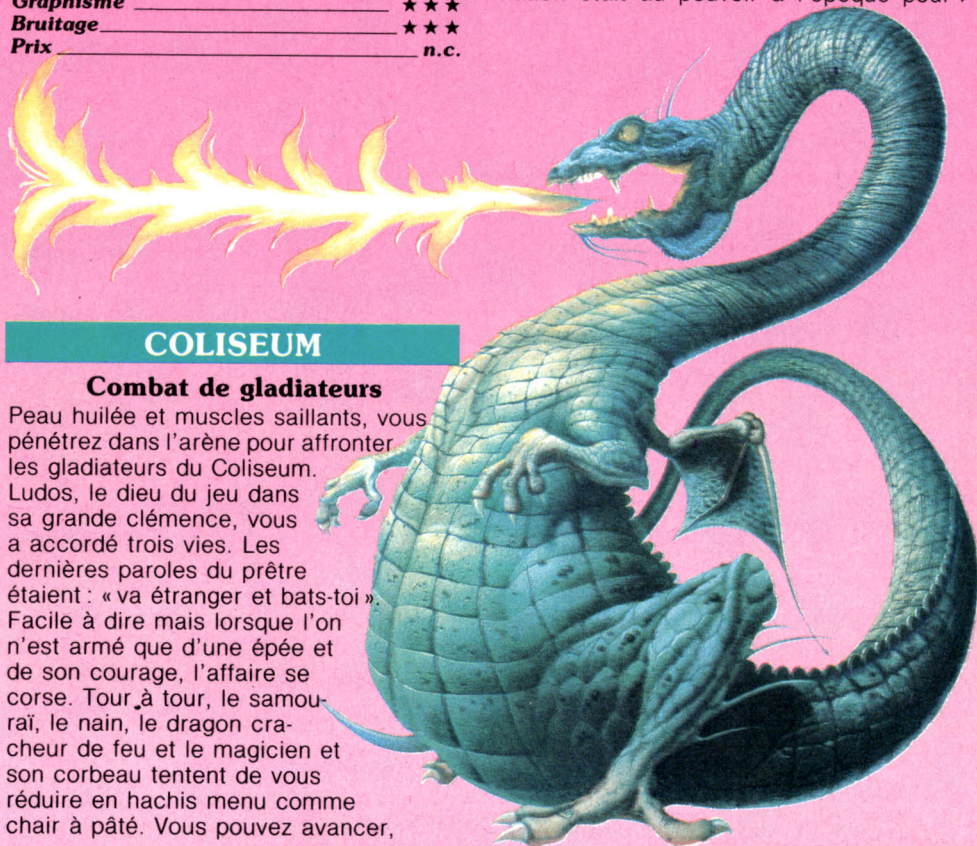 Graphisme ★★★
Bruitage ★★★
Prix n.c.
était au pouvoir à l'époque pour
COLISEUM
Combat de gladiateurs
Peau huilée et muscles saillants, vous
pénétrez dans l'arène pour affronter
les gladiateurs du Coliseum.
Ludos, le dieu du jeu dans
sa grande clémence, vous
a accordé trois vies. Les
dernières paroles du prêtre
étaient : « va étranger et bats-toi ».
Facile à dire mais lorsque l'on
n'est armé que d'une épée et
de son courage, l'affaire se
corse. Tour à tour, le samou-
raï, le nain, le dragon cra-
cheur de feu et le magicien et
son corbeau tentent de vous
réduire en hachis menu comme
chair à pâté. Vous pouvez avancer,